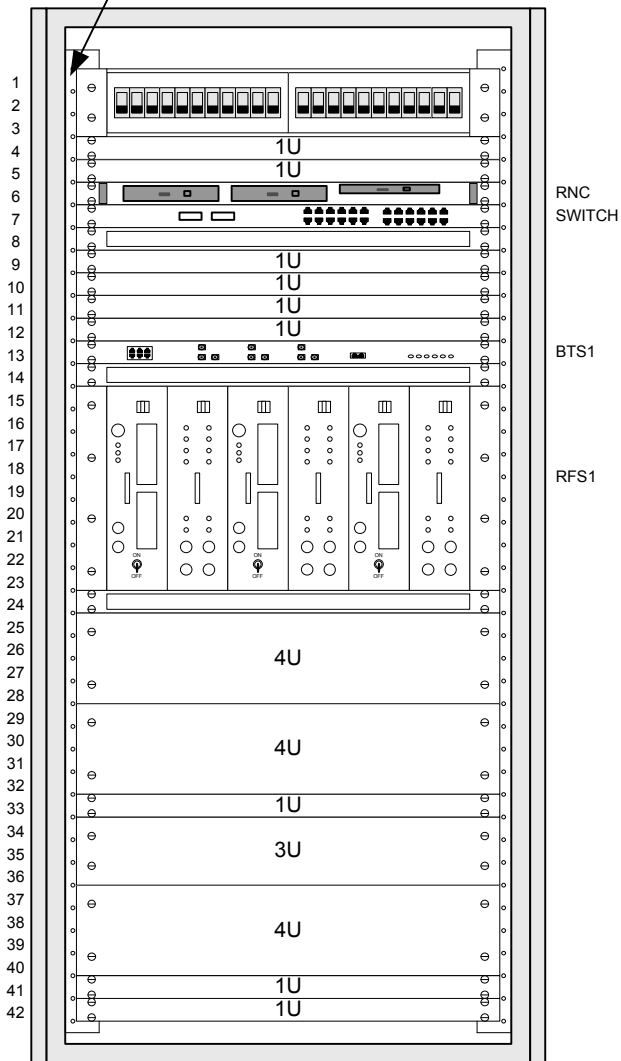 1
2
3
4 1U
5 1U
6 RNC
7 SWITCH
8
9 1U
10 1U
11 1U
12 1U
13 BTS1
14
15
16
17
18
19 RFS1
20
21
22 ON ON ON
23 OFF OFF OFF
24
25
26 4U
27
28
29
30 4U
31
32
33 1U
34
35 3U
36
37
38 4U
39
40
41 1U
42 1U